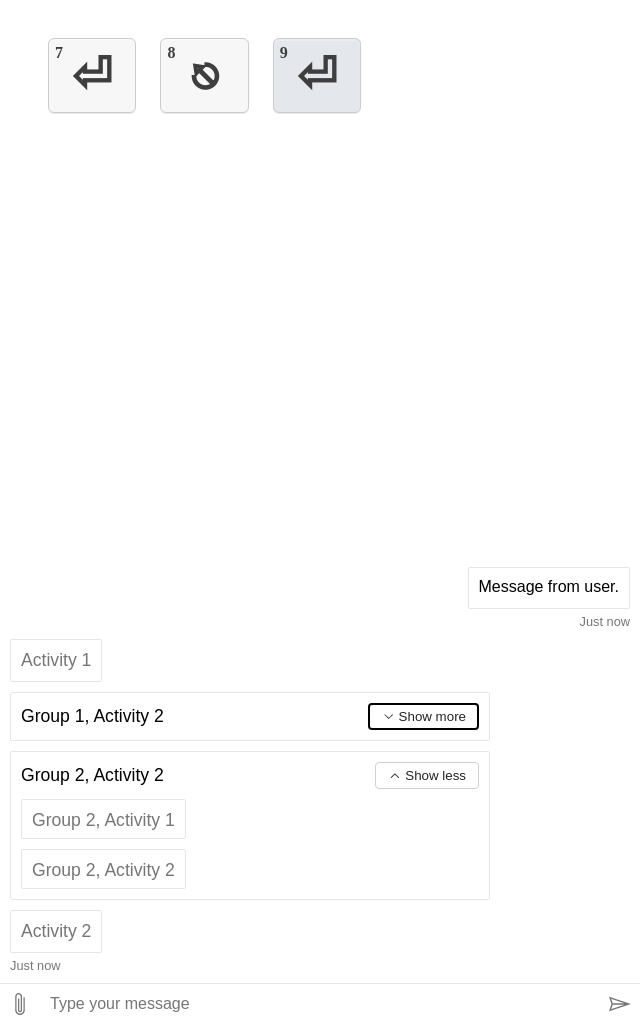 7
8
9
Message from user.
Just now
Activity 1
Group 1, Activity 2
Show more
Group 2, Activity 2
Show less
Group 2, Activity 1
Group 2, Activity 2
Activity 2
Just now
Type your message